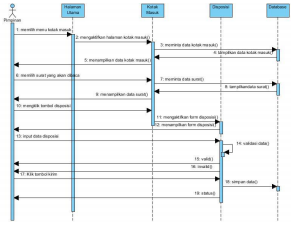 Pimpinan
Halaman
Utama
Kotak
Masuk
Disposisi
Database
1: memilih menu kotak masuk()
2: mengaktifkan halaman kotak masuk()
3: meminta data kotak masuk()
4: tampilkan data kotak masuk()
5: menampilkan data kotak masuk()
6: memilih surat yang akan dibaca
7: meminta data surat()
8: tampilkandata surat()
9: menampilkan data surat()
10: mengklik tombol disposisi
11: mengaktifkan form disposisi()
12: menampilkan form disposisi()
13: input data disposisi
14: validasi data()
15: valid()
16: invalid()
17: Klik tombol kirim
18: simpan data()
19: status()